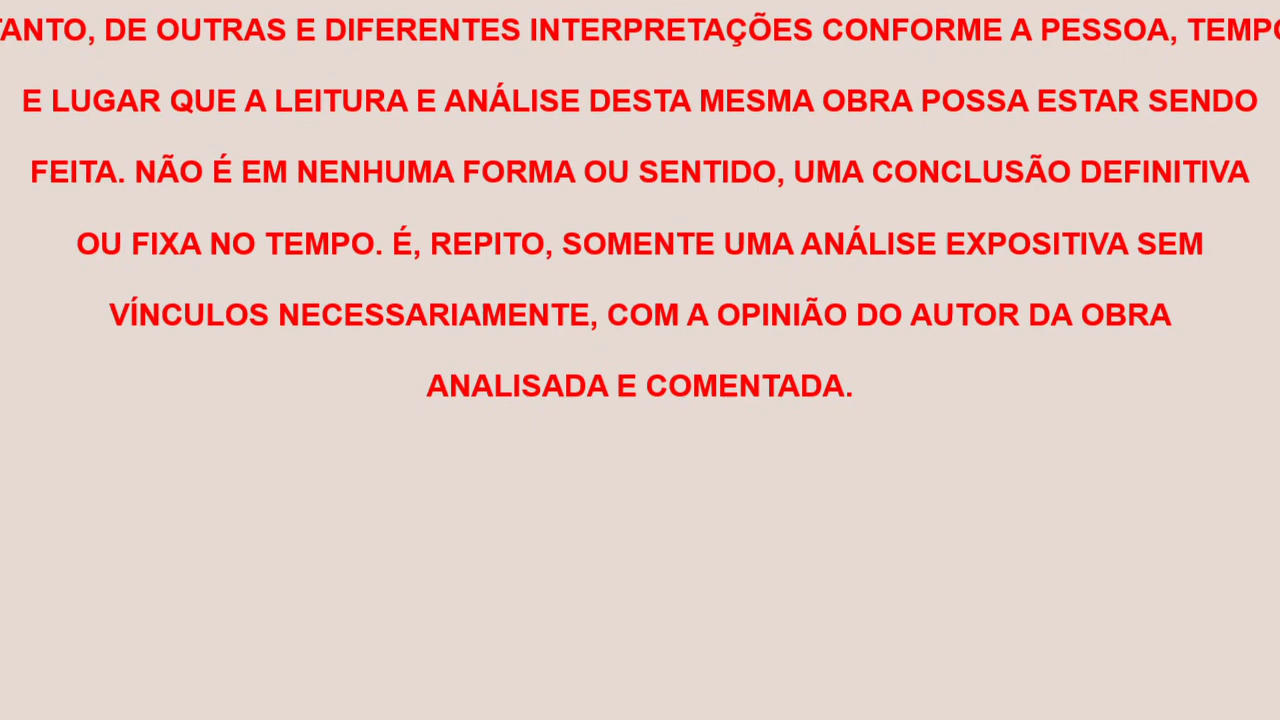 TANTO, DE OUTRAS E DIFERENTES INTERPRETAÇÕES CONFORME A PESSOA, TEMPO
E LUGAR QUE A LEITURA E ANÁLISE DESTA MESMA OBRA POSSA ESTAR SENDO
FEITA. NÃO É EM NENHUMA FORMA OU SENTIDO, UMA CONCLUSÃO DEFINITIVA
OU FIXA NO TEMPO. É, REPITO, SOMENTE UMA ANÁLISE EXPOSITIVA SEM
VÍNCULOS NECESSARIAMENTE, COM A OPINIÃO DO AUTOR DA OBRA
ANALISADA E COMENTADA.